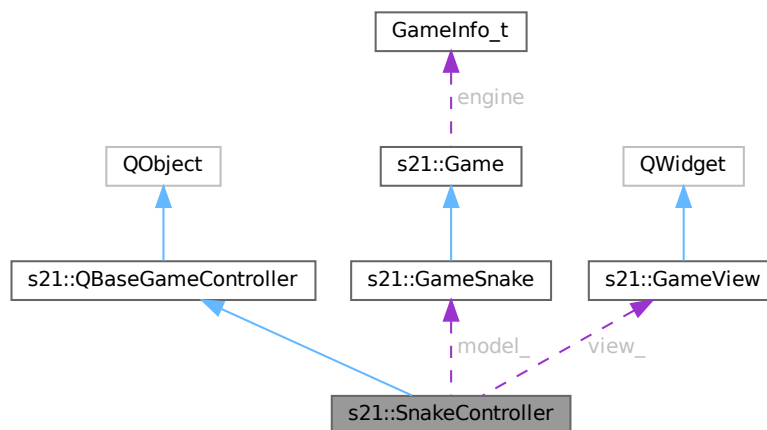 GameInfo_t
engine
QObject
s21::Game
QWidget
s21::QBaseGameController
s21::GameSnake
s21::GameView
model_
view_
s21::SnakeController